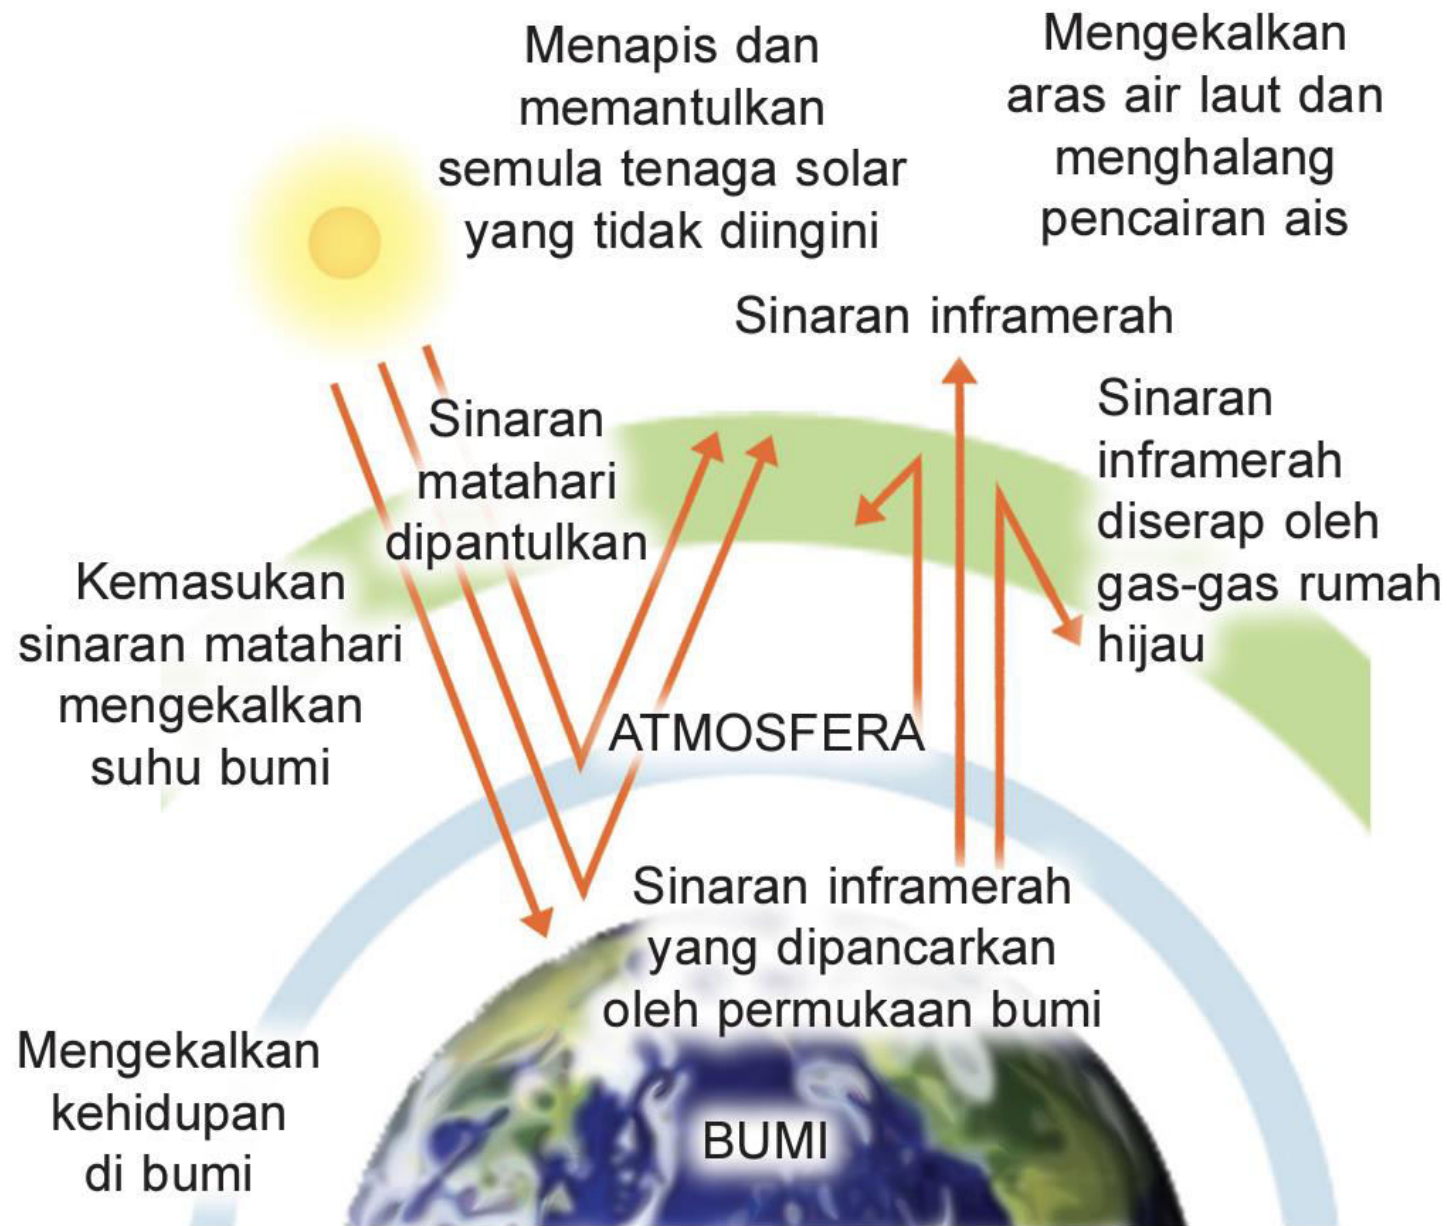 Menapis dan
memantulkan
semula tenaga solar
yang tidak diingini
Mengekalkan
aras air laut dan
menghalang
pencairan ais
Sinaran inframerah
Sinaran
matahari
dipantulkan
Sinaran
inframerah
diserap oleh
gas-gas rumah
hijau
Kemasukan
sinaran matahari
mengekalkan
suhu bumi
ATMOSFERA
Sinaran inframerah
yang dipancarkan
oleh permukaan bumi
Mengekalkan
kehidupan
di bumi
BUMI